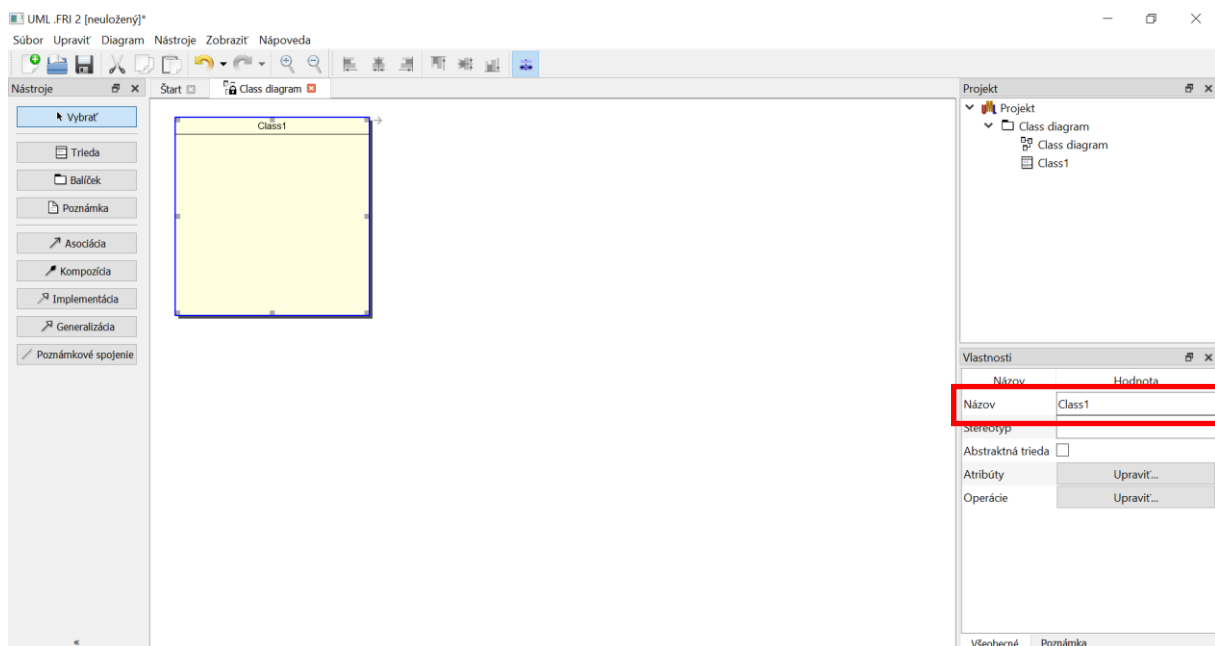 UML .FRI 2 [neuložený]*
Súbor Upraviť Diagram Nástroje Zobraziť Nápoveda
Nástroje
Vybrať
Trieda
Balíček
Poznámka
Asociácia
Kompozícia
Implementácia
Generalizácia
Poznámkové spojenie
«
Štart
Class diagram
Class1
Projekt
Projekt
Class diagram
Class diagram
Class1
Vlastnosti
Názov Hodnota
Názov Class1
Stereotyp
Abstraktná trieda
Atribúty Upraviť...
Operácie Upraviť...
Všeobecné Poznámka